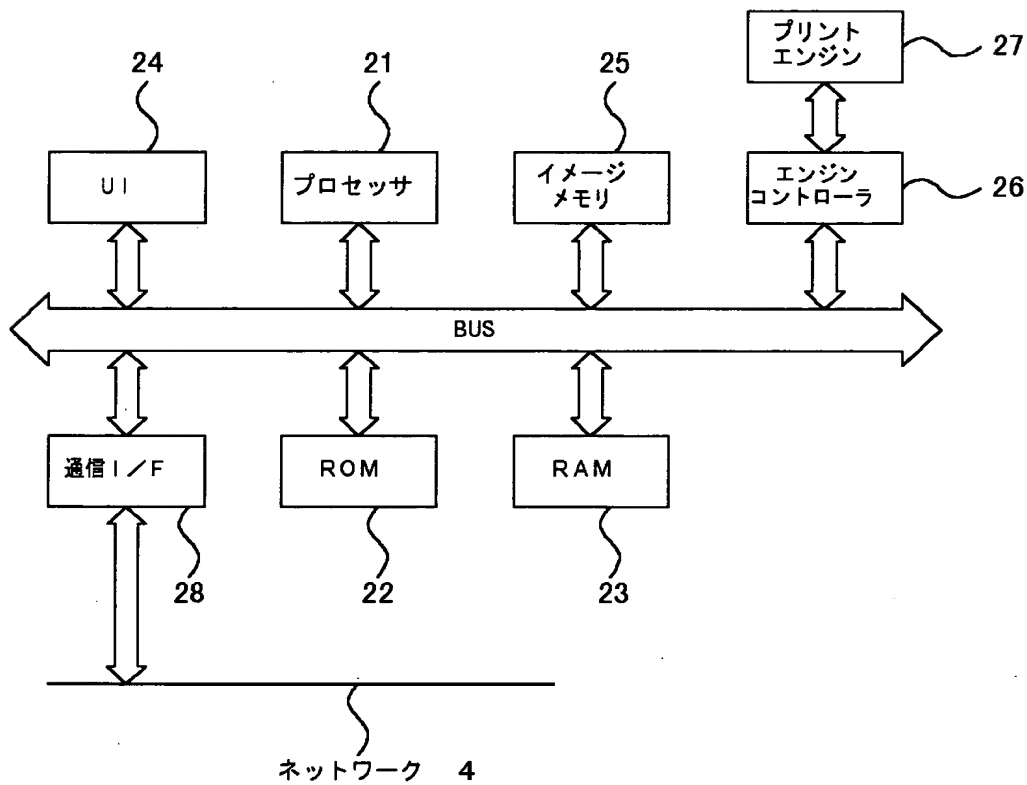 プリント
エンジン
27
24
21
25
UI
プロセッサ
イメージ
メモリ
エンジン
コントローラ
26
BUS
通信I/F
ROM
RAM
28
22
23
ネットワーク 4